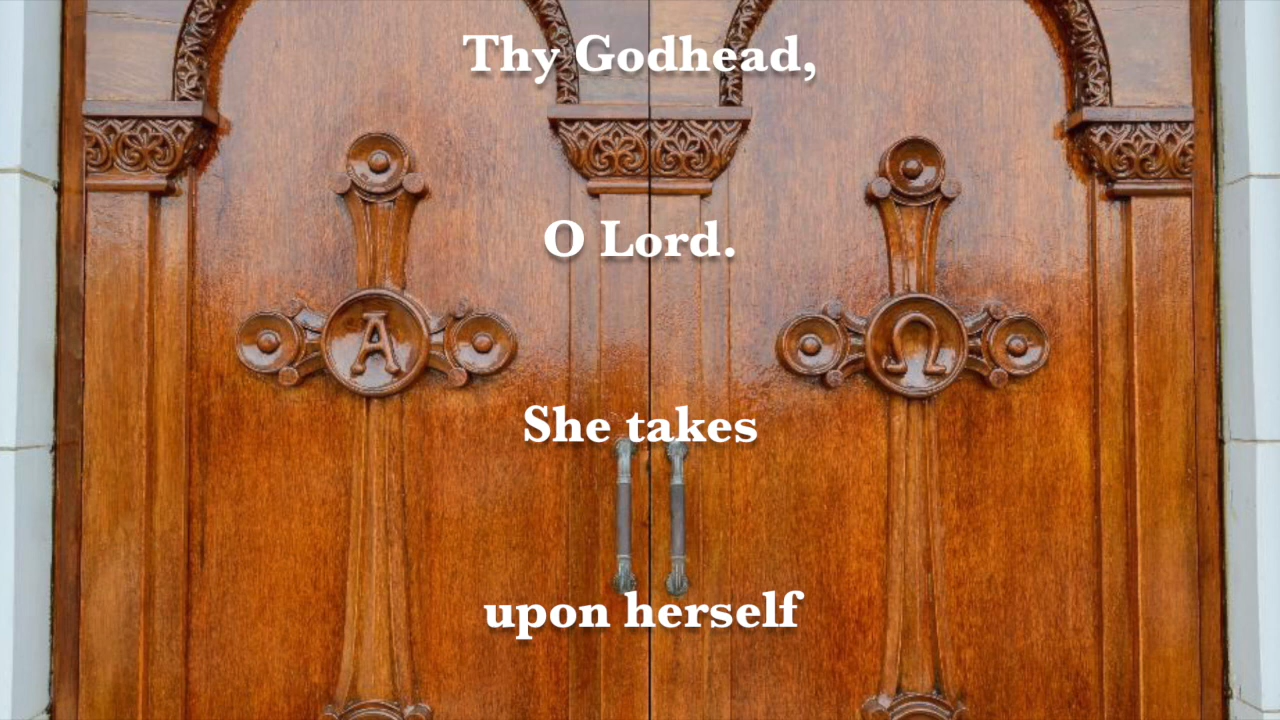 Thy Godhead,
O Lord.
Α Ω
She takes
upon herself